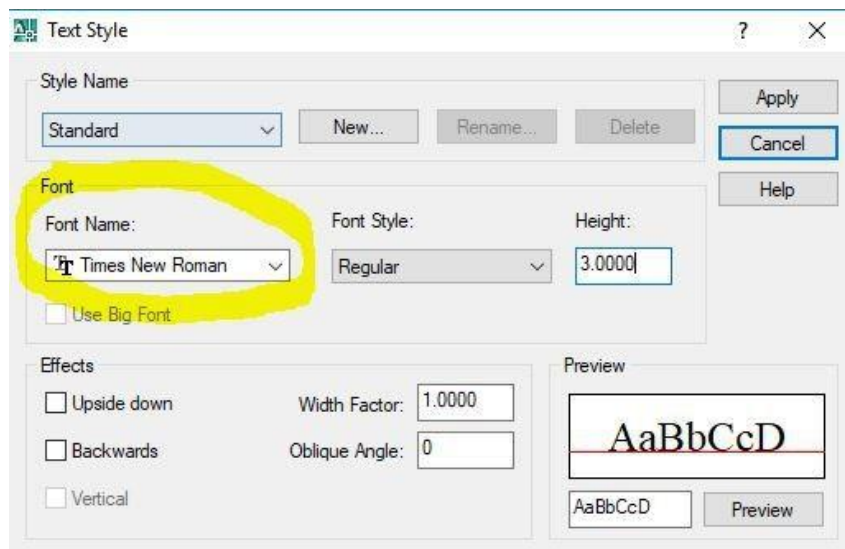 Text Style ? X
Style Name
Standard New... Rename... Delete
Apply
Cancel
Help
Font
Font Name: Font Style: Height:
Times New Roman Regular 3.0000
Use Big Font
Effects
Upside down Width Factor: 1.0000
Backwards Oblique Angle: 0
Vertical
Preview
AaBbCcD
AaBbCcD Preview